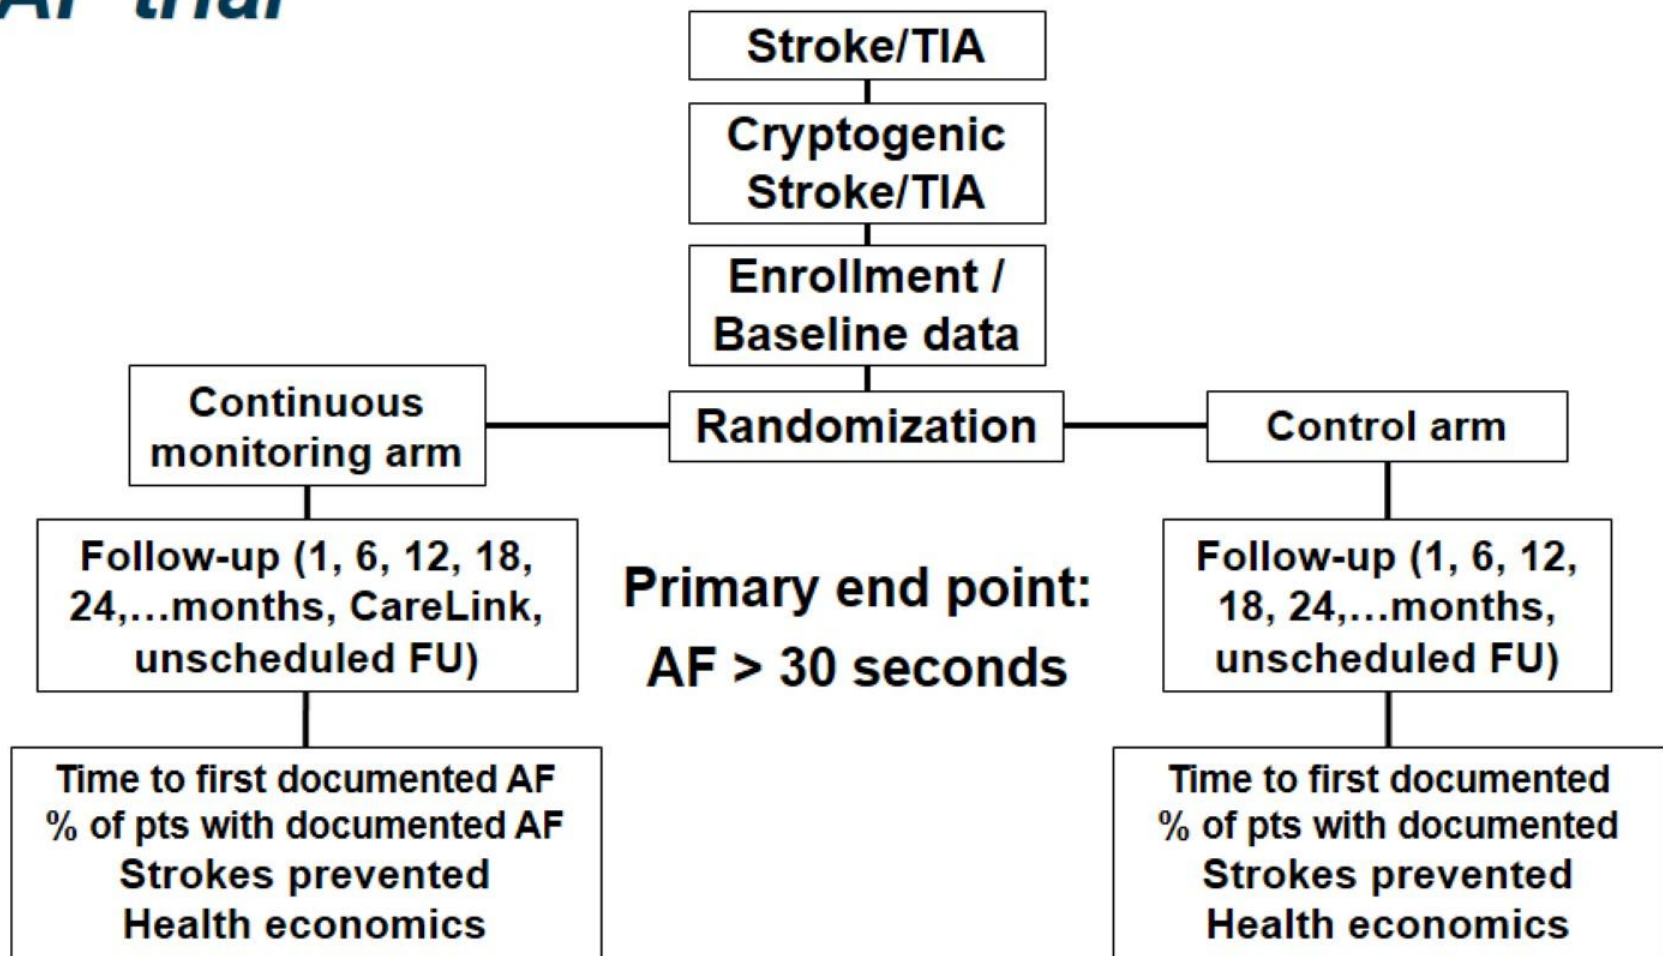 AF trial
Stroke/TIA
Cryptogenic
Stroke/TIA
Enrollment /
Baseline data
Randomization
Continuous
monitoring arm
Control arm
Follow-up (1, 6, 12, 18,
24,...months, CareLink,
unscheduled FU)
Primary end point:
AF > 30 seconds
Follow-up (1, 6, 12,
18, 24,...months,
unscheduled FU)
Time to first documented AF
% of pts with documented AF
Strokes prevented
Health economics
Time to first documented
% of pts with documented
Strokes prevented
Health economics